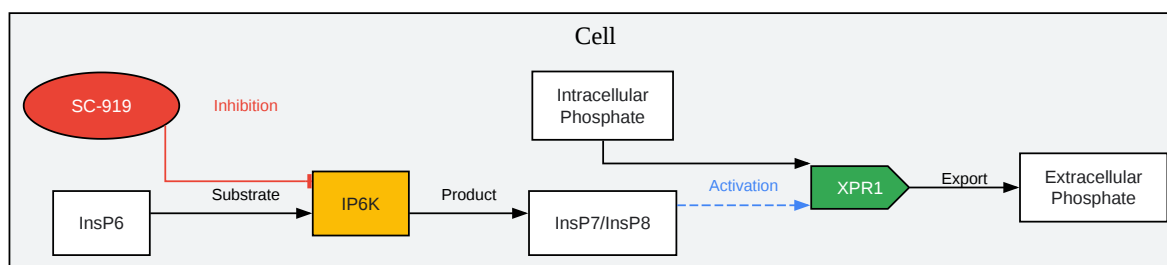 Cell
SC-919
Inhibition
Intracellular
Phosphate
InsP6
Substrate
IP6K
Product
InsP7/InsP8
Activation
XPR1
Export
Extracellular
Phosphate